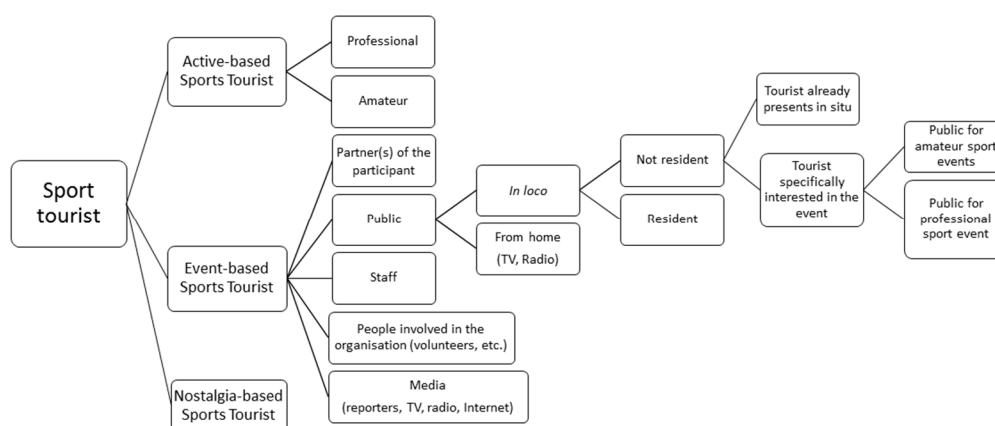 Sport
tourist
Active-based
Sports Tourist
Professional
Amateur
Event-based
Sports Tourist
Partner(s) of the
participant
Public
In loco
Not resident
Tourist already
presents in situ
Tourist
specifically
interested in the
event
Public for
amateur sport
events
Public for
professional
sport event
Resident
From home
(TV, Radio)
Staff
People involved in the
organisation (volunteers, etc.)
Media
(reporters, TV, radio, Internet)
Nostalgia-based
Sports Tourist